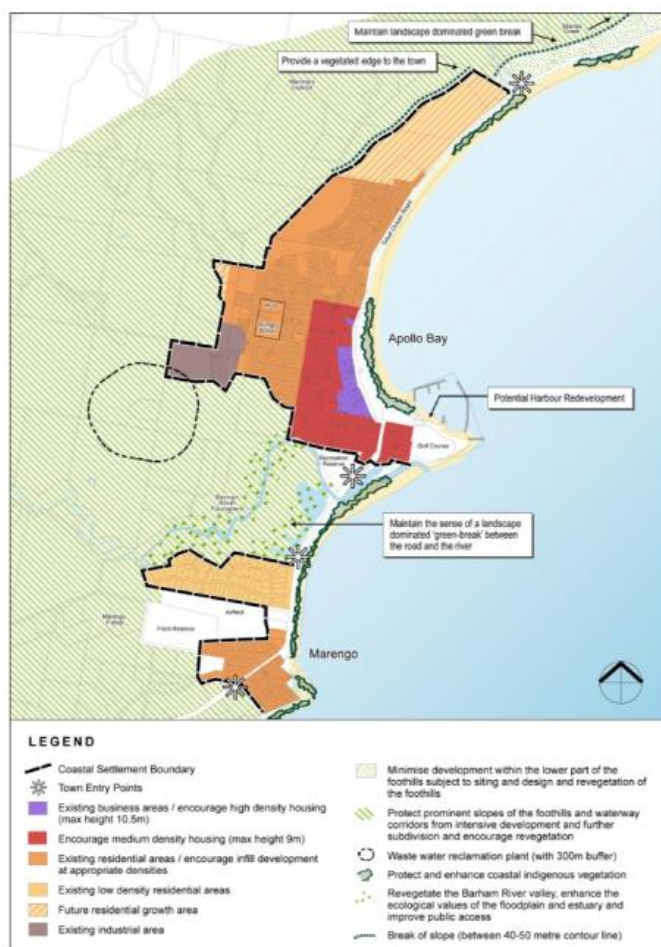 Maintain landscape dominated green break
Provide a vegetated edge to the town
Great Ocean Road
Apollo Bay
Potential Harbour Redevelopment
Golf Course
Recreation
Reserve
Maintain the sense of a landscape
dominated 'green-break' between
the road and the river
Airfield
Marengo
LEGEND
Coastal Settlement Boundary
Town Entry Points
Existing business areas / encourage high density housing
(max height 10.5m)
Encourage medium density housing (max height 9m)
Existing residential areas / encourage infill development
at appropriate densities
Existing low density residential areas
Future residential growth area
Existing industrial area
Minimise development within the lower part of the
foothills subject to siting and design and revegetation of
the foothills
Protect prominent slopes of the foothills and waterway
corridors from intensive development and further
subdivision and encourage revegetation
Waste water reclamation plant (with 300m buffer)
Protect and enhance coastal indigenous vegetation
Revegetate the Barham River valley, enhance the
ecological values of the floodplain and estuary and
improve public access
Break of slope (between 40-50 metre contour line)